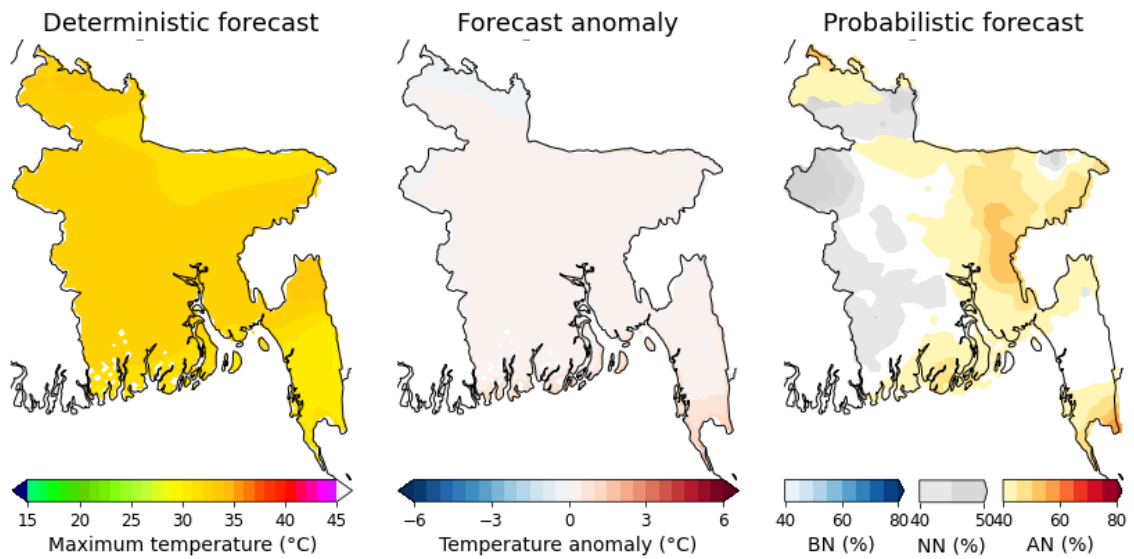 Deterministic forecast
Forecast anomaly
Probabilistic forecast
15 20 25 30 35 40 45
Maximum temperature (°C)
−6 −3 0 3 6
Temperature anomaly (°C)
40 60 80
BN (%)
40 50
NN (%)
40 60 80
AN (%)